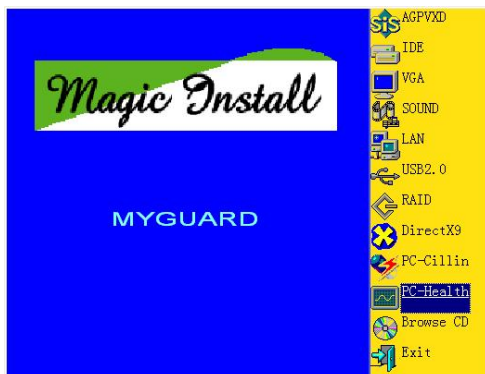 Magic Install
MYGUARD
SiS
AGPVXD
IDE
VGA
SOUND
LAN
USB2.0
RAID
DirectX9
PC-Cillin
PC-Health
Browse CD
Exit